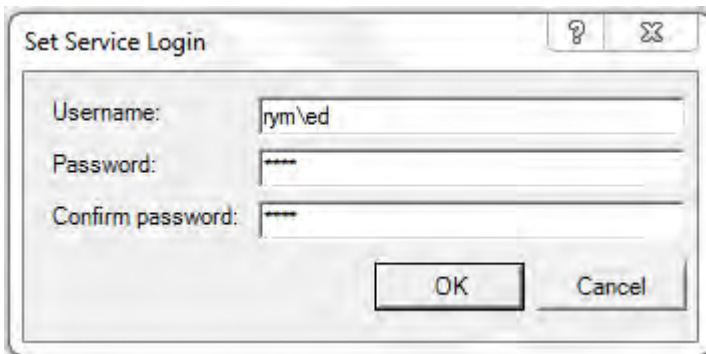 Set Service Login
Username: rym\ed
Password: ****
Confirm password: ****
OK Cancel